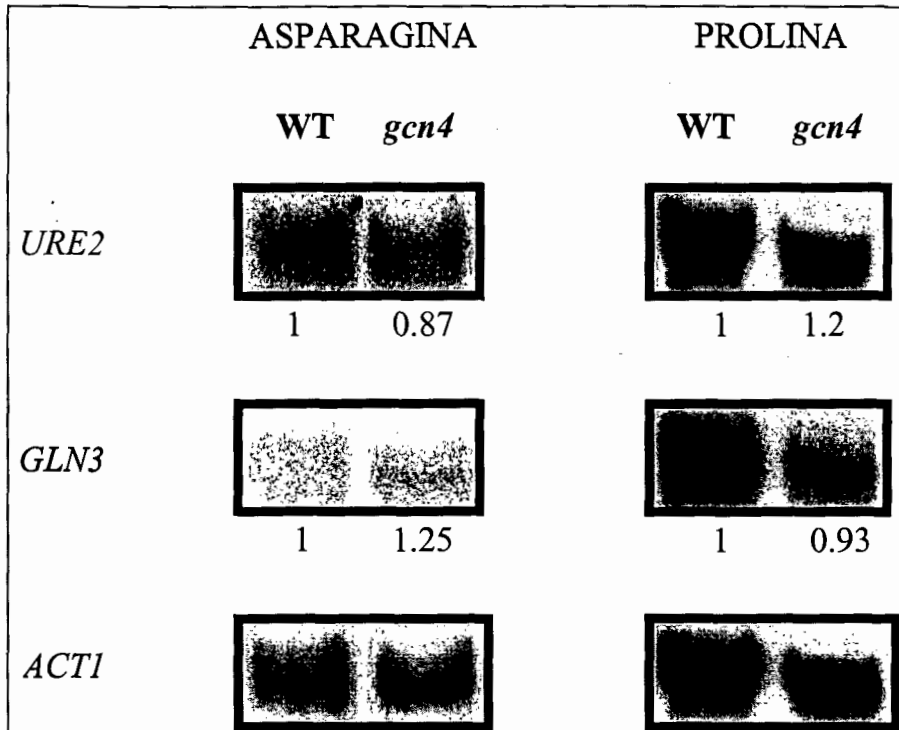 ASPARAGINA PROLINA
WT gcn4 WT gcn4
URE2
1 0.87 1 1.2
GLN3
1 1.25 1 0.93
ACT1